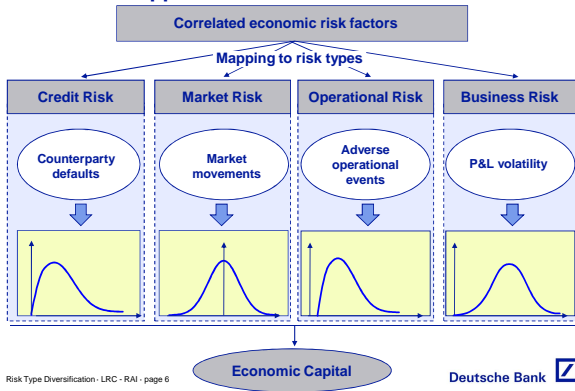 Correlated economic risk factors
Mapping to risk types
Credit Risk
Market Risk
Operational Risk
Business Risk
Counterparty
defaults
Market
movements
Adverse
operational
events
P&L volatility
Economic Capital
Risk Type Diversification - LRC - RAI - page 6
Deutsche Bank